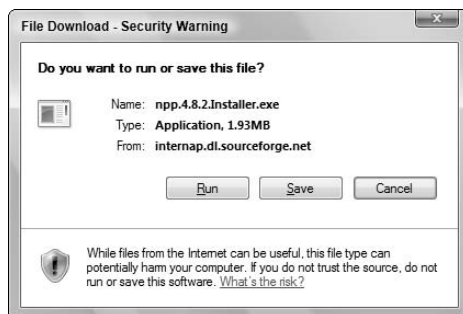 File Download - Security Warning
Do you want to run or save this file?
Name: npp.4.8.2.Installer.exe
Type: Application, 1.93MB
From: internap.dl.sourceforge.net
Run Save Cancel
While files from the Internet can be useful, this file type can
potentially harm your computer. If you do not trust the source, do not
run or save this software. What's the risk?